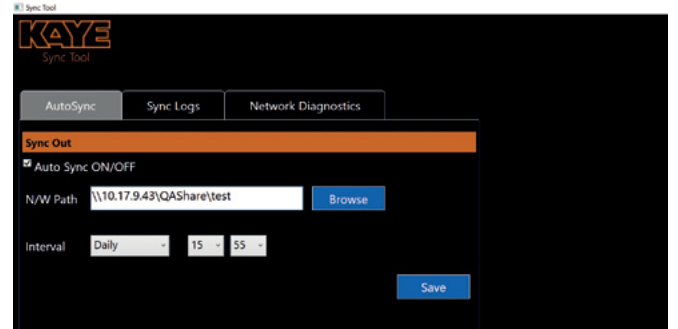 Sync Tool
KAYE
Sync Tool
AutoSync Sync Logs Network Diagnostics
Sync Out
Auto Sync ON/OFF
N/W Path \\10.17.9.43\QAShare\test Browse
Interval Daily 15 55
Save